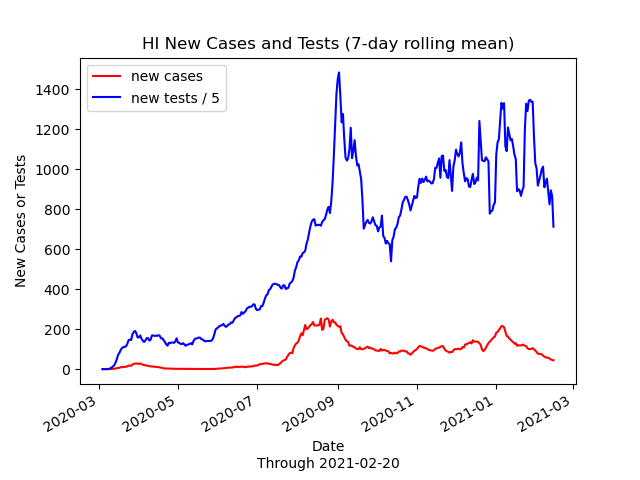 HI New Cases and Tests (7-day rolling mean)
new cases
new tests / 5
New Cases or Tests
1400
1200
1000
800
600
400
200
0
2020-03
2020-05
2020-07
2020-09
2020-11
2021-01
2021-03
Date
Through 2021-02-20